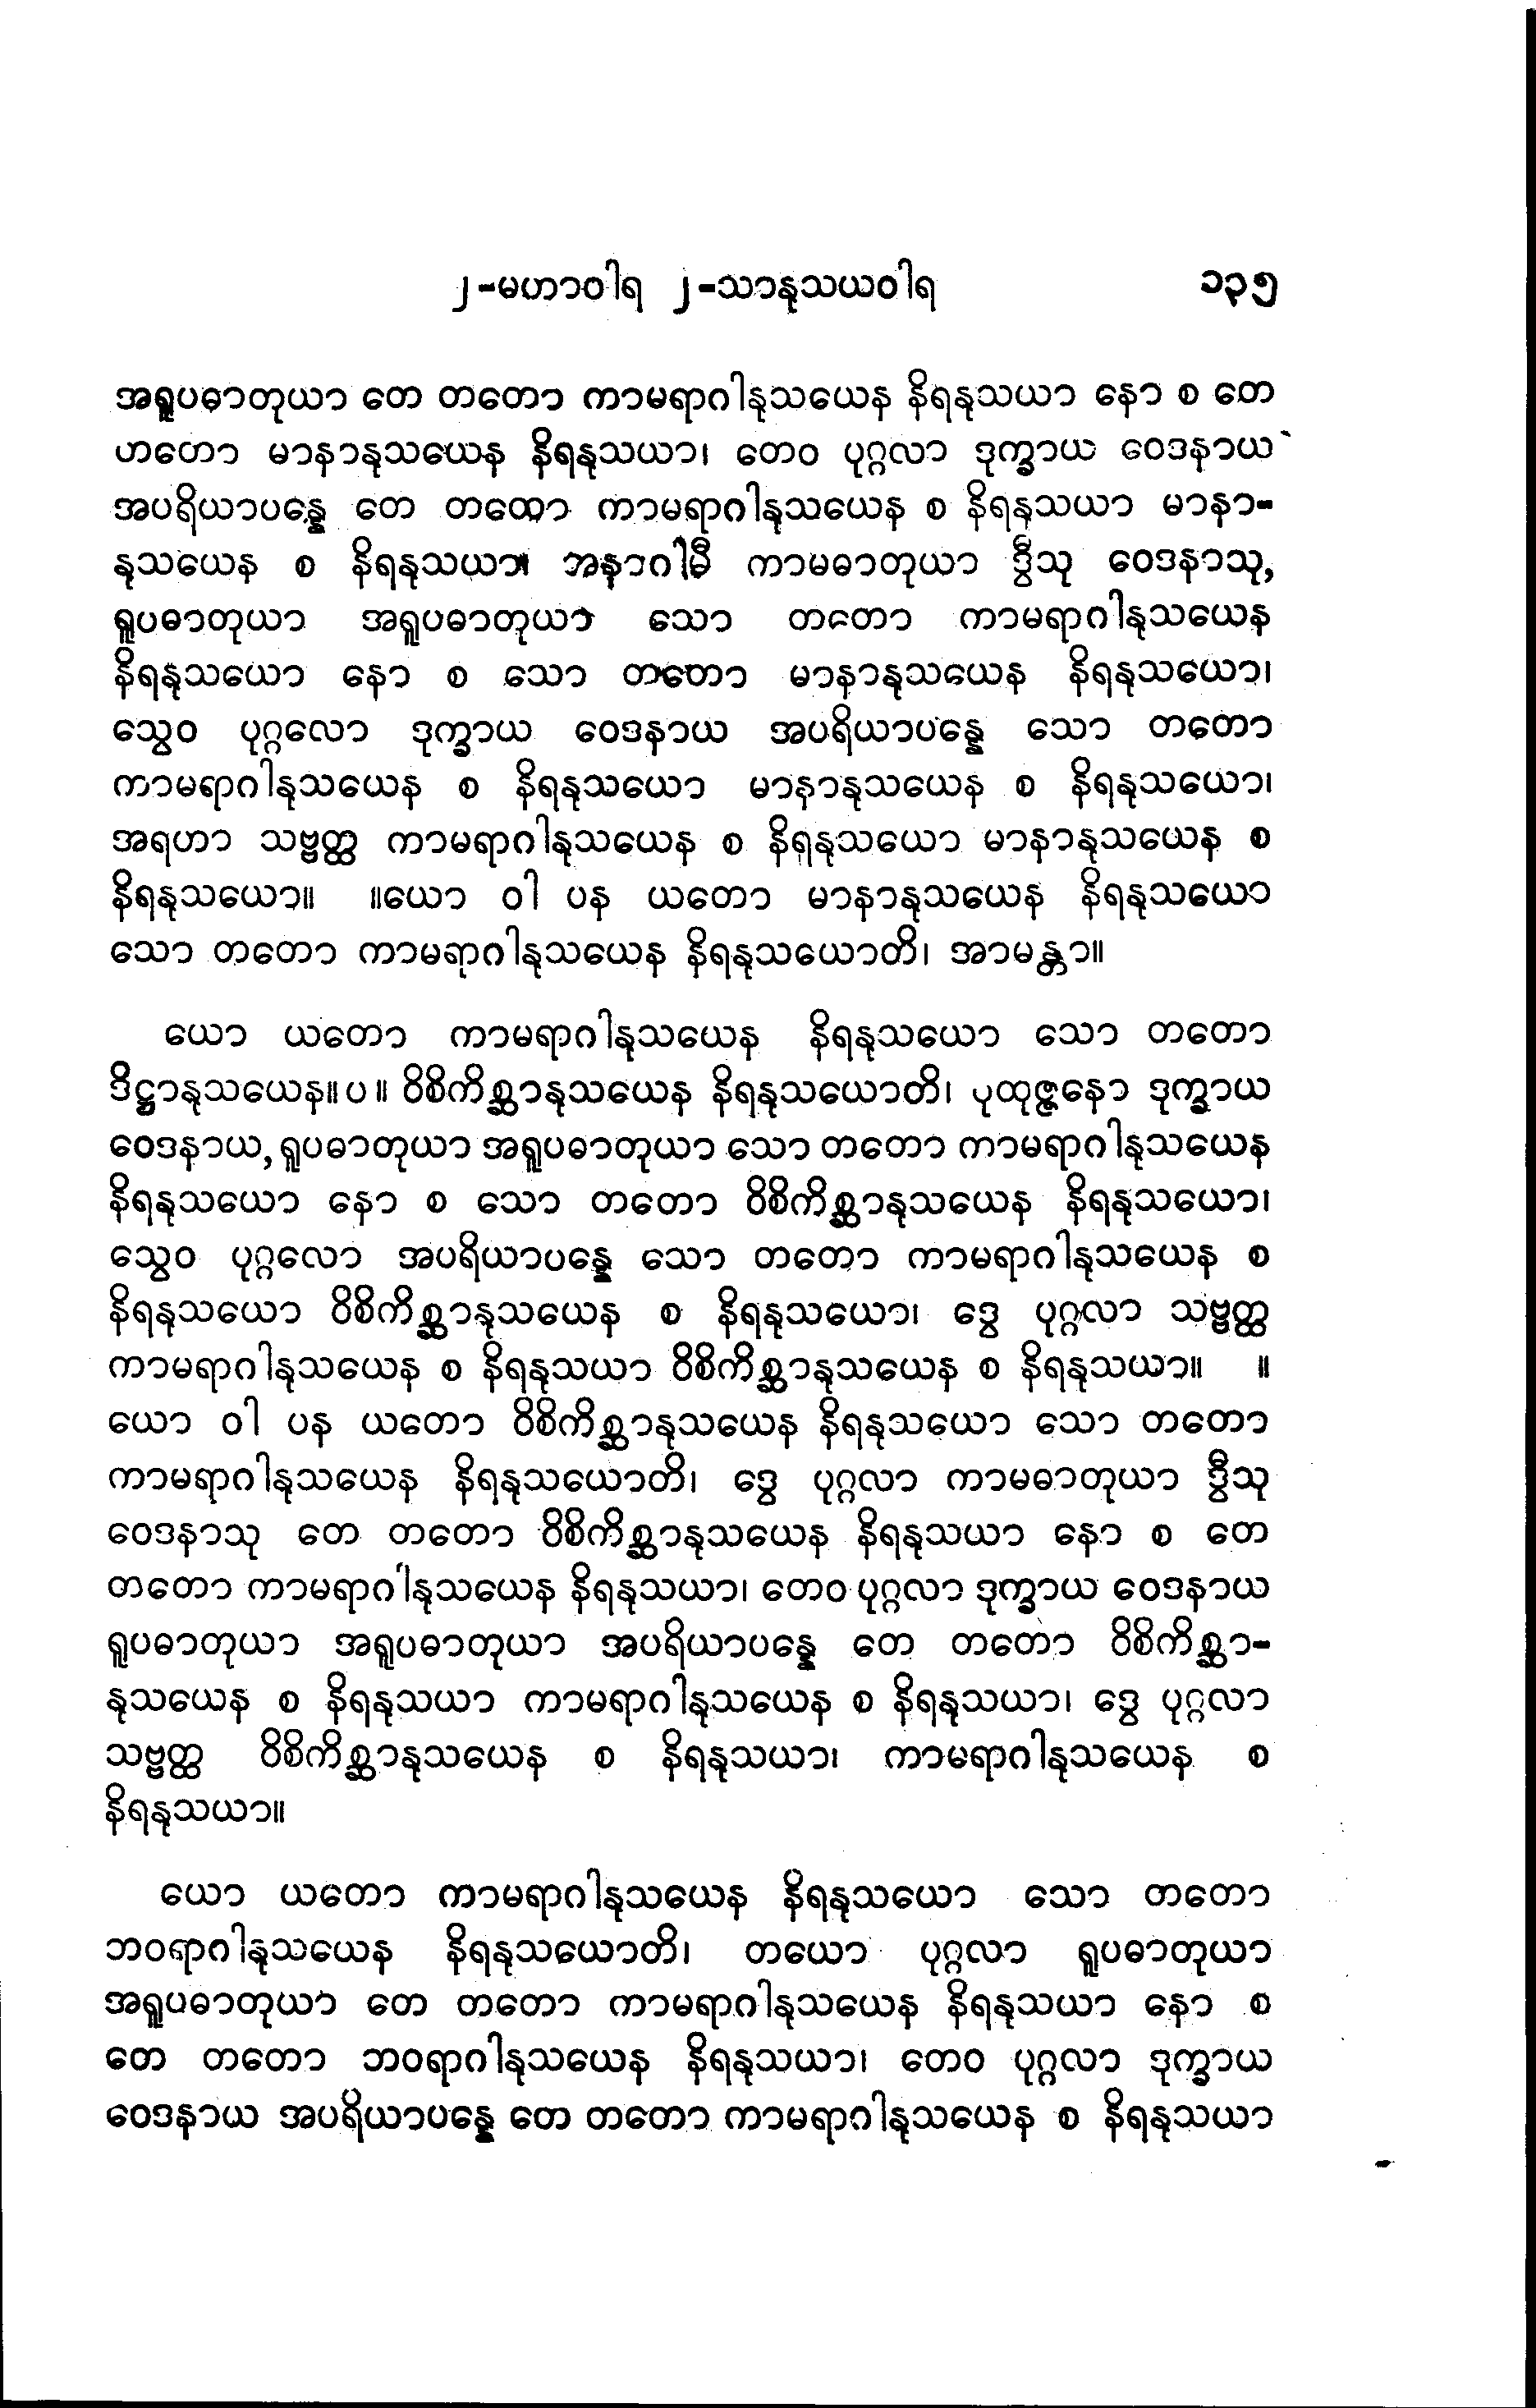 ၂-မဟာဝါရ ၂-သာနုသယဝါရ ၁၃၅
အရူပဓာတုယာ တေ တတော ကာမရာဂါနုသယေန နိရနုသယာ နော စ တေ
ဟတော မာနာနုသယေန နိရနုသယာ၊ တေဝ ပုဂ္ဂလာ ဒုက္ခာယ ဝေဒနာယ
အပရိယာပန္နေ တေ တတော ကာမရာဂါနုသယေန စ နိရနုသယာ မာနာ-
နုသယေန စ နိရနုသယာ၊ အနာဂါမီ ကာမဓာတုယာ ဒွီသု ဝေဒနာသု,
ရူပဓာတုယာ အရူပဓာတုယာ သော တတော ကာမရာဂါနုသယေန
နိရနုသယော နော စ သော တတော မာနာနုသယေန နိရနုသယော၊
သွေဝ ပုဂ္ဂလော ဒုက္ခာယ ဝေဒနာယ အပရိယာပန္နေ သော တတော
ကာမရာဂါနုသယေန စ နိရနုသယော မာနာနုသယေန စ နိရနုသယော၊
အရဟာ သဗ္ဗတ္ထ ကာမရာဂါနုသယေန စ နိရနုသယော မာနာနုသယေန စ
နိရနုသယော။ ။ယော ဝါ ပန ယတော မာနာနုသယေန နိရနုသယော
သော တတော ကာမရာဂါနုသယေန နိရနုသယောတိ၊ အာမန္တာ။
ယော ယတော ကာမရာဂါနုသယေန နိရနုသယော သော တတော
ဒိဋ္ဌာနုသယေန။ပ။ ဝိစိကိစ္ဆာနုသယေန နိရနုသယောတိ၊ ပုထုဇ္ဇနော ဒုက္ခာယ
ဝေဒနာယ, ရူပဓာတုယာ အရူပဓာတုယာ သော တတော ကာမရာဂါနုသယေန
နိရနုသယော နော စ သော တတော ဝိစိကိစ္ဆာနုသယေန နိရနုသယော၊
သွေဝ ပုဂ္ဂလော အပရိယာပန္နေ သော တတော ကာမရာဂါနုသယေန စ
နိရနုသယော ဝိစိကိစ္ဆာနုသယေန စ နိရနုသယော၊ ဒွေ ပုဂ္ဂလာ သဗ္ဗတ္ထ
ကာမရာဂါနုသယေန စ နိရနုသယာ ဝိစိကိစ္ဆာနုသယေန စ နိရနုသယာ။ ။
ယော ဝါ ပန ယတော ဝိစိကိစ္ဆာနုသယေန နိရနုသယော သော တတော
ကာမရာဂါနုသယေန နိရနုသယောတိ၊ ဒွေ ပုဂ္ဂလာ ကာမဓာတုယာ ဒွီသု
ဝေဒနာသု တေ တတော ဝိစိကိစ္ဆာနုသယေန နိရနုသယာ နော စ တေ
တတော ကာမရာဂါနုသယေန နိရနုသယာ၊ တေဝ ပုဂ္ဂလာ ဒုက္ခာယ ဝေဒနာယ
ရူပဓာတုယာ အရူပဓာတုယာ အပရိယာပန္နေ တေ တတော ဝိစိကိစ္ဆာ-
နုသယေန စ နိရနုသယာ ကာမရာဂါနုသယေန စ နိရနုသယာ၊ ဒွေ ပုဂ္ဂလာ
သဗ္ဗတ္ထ ဝိစိကိစ္ဆာနုသယေန စ နိရနုသယာ၊ ကာမရာဂါနုသယေန စ
နိရနုသယာ။
ယော ယတော ကာမရာဂါနုသယေန နိရနုသယော သော တတော
ဘဝရာဂါနုသယေန နိရနုသယောတိ၊ တယော ပုဂ္ဂလာ ရူပဓာတုယာ
အရူပဓာတုယာ တေ တတော ကာမရာဂါနုသယေန နိရနုသယာ နော စ
တေ တတော ဘဝရာဂါနုသယေန နိရနုသယာ၊ တေဝ ပုဂ္ဂလာ ဒုက္ခာယ
ဝေဒနာယ အပရိယာပန္နေ တေ တတော ကာမရာဂါနုသယေန စ နိရနုသယာ